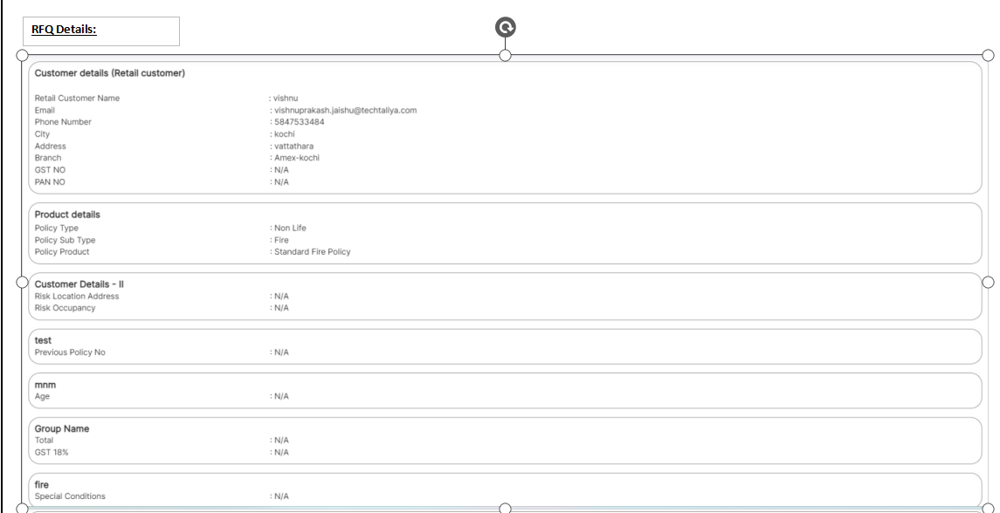 RFQ Details:
Customer details (Retail customer)
Retail Customer Name : vishnu
Email : vishnuprakash.jaishu@techtaliya.com
Phone Number : 5847533484
City : kochi
Address : vattathara
Branch : Amex-kochi
GST NO : N/A
PAN NO : N/A
Product details
Policy Type : Non Life
Policy Sub Type : Fire
Policy Product : Standard Fire Policy
Customer Details - II
Risk Location Address : N/A
Risk Occupancy : N/A
test
Previous Policy No : N/A
mnm
Age : N/A
Group Name
Total : N/A
GST 18% : N/A
fire
Special Conditions : N/A